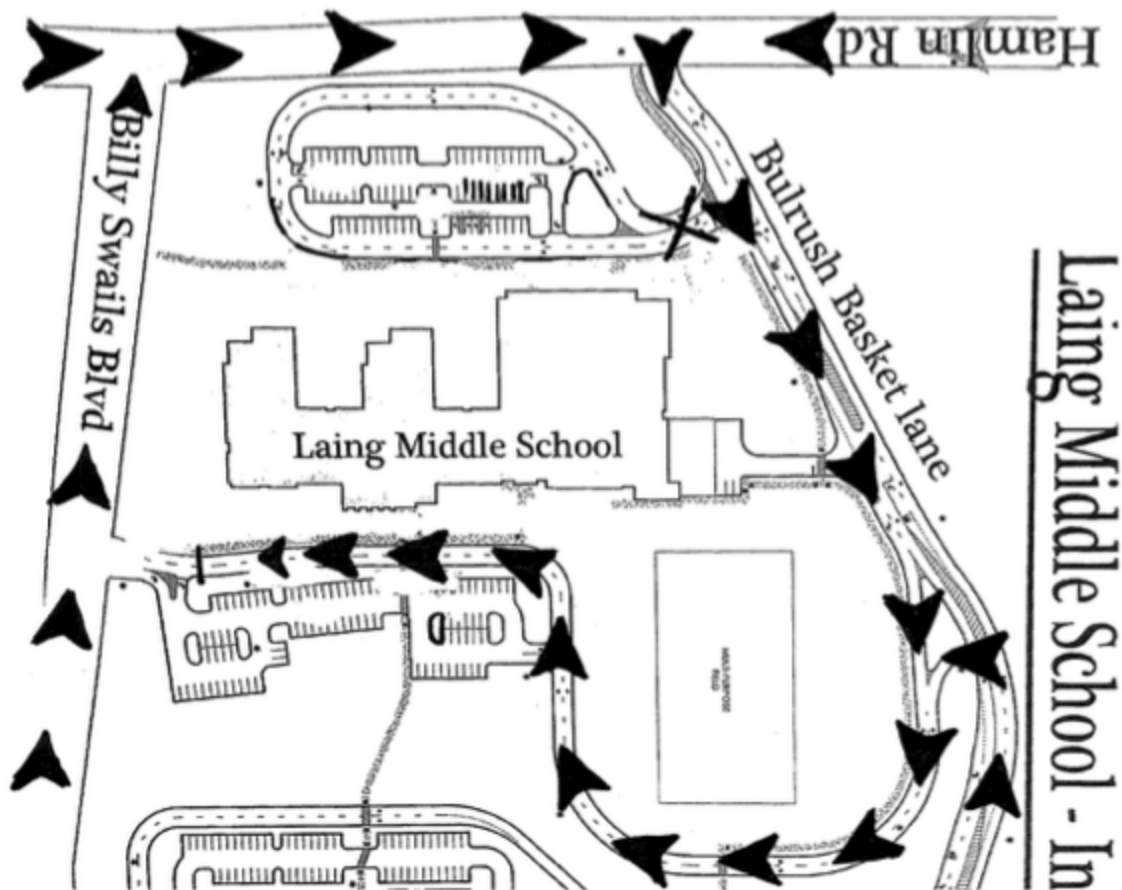 Hamlin Rd
Billy Swails Blvd
Bulrush Basket lane
Laing Middle School
Laing Middle School - In